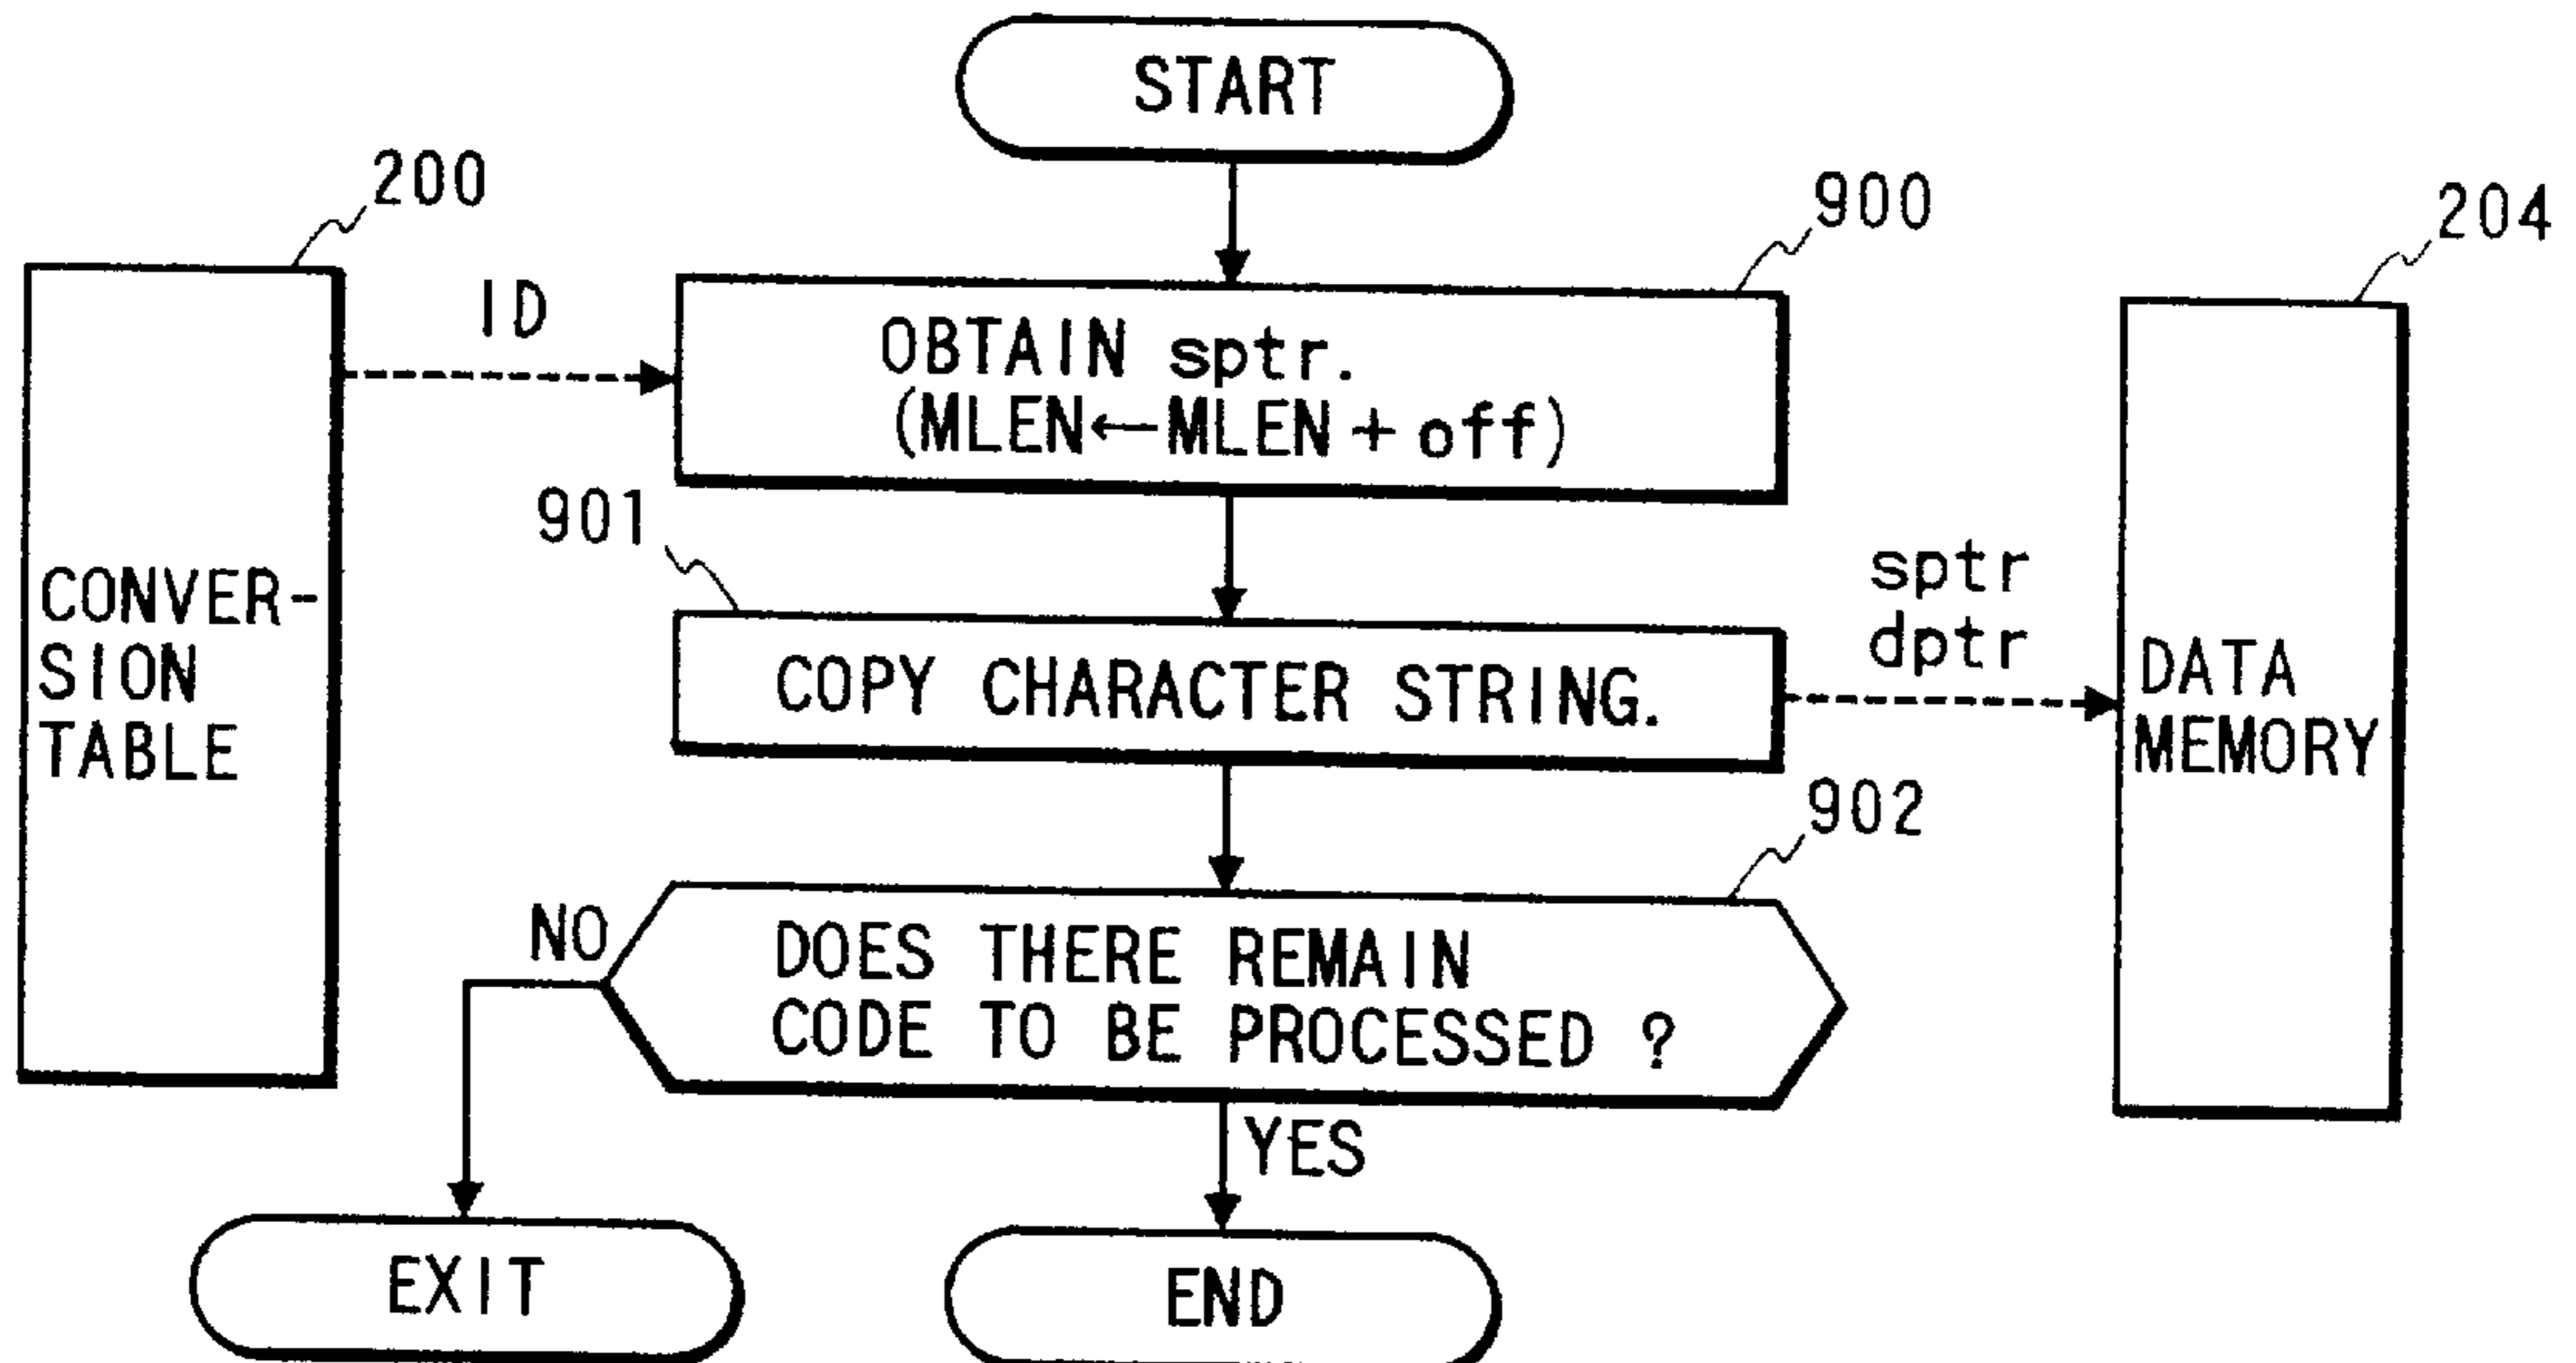 START
200
900
204
ID
OBTAIN sptr.
(MLEN←MLEN + off)
901
CONVER-
SION
TABLE
sptr
dptr
COPY CHARACTER STRING.
DATA
MEMORY
902
NO
DOES THERE REMAIN
CODE TO BE PROCESSED ?
YES
EXIT
END